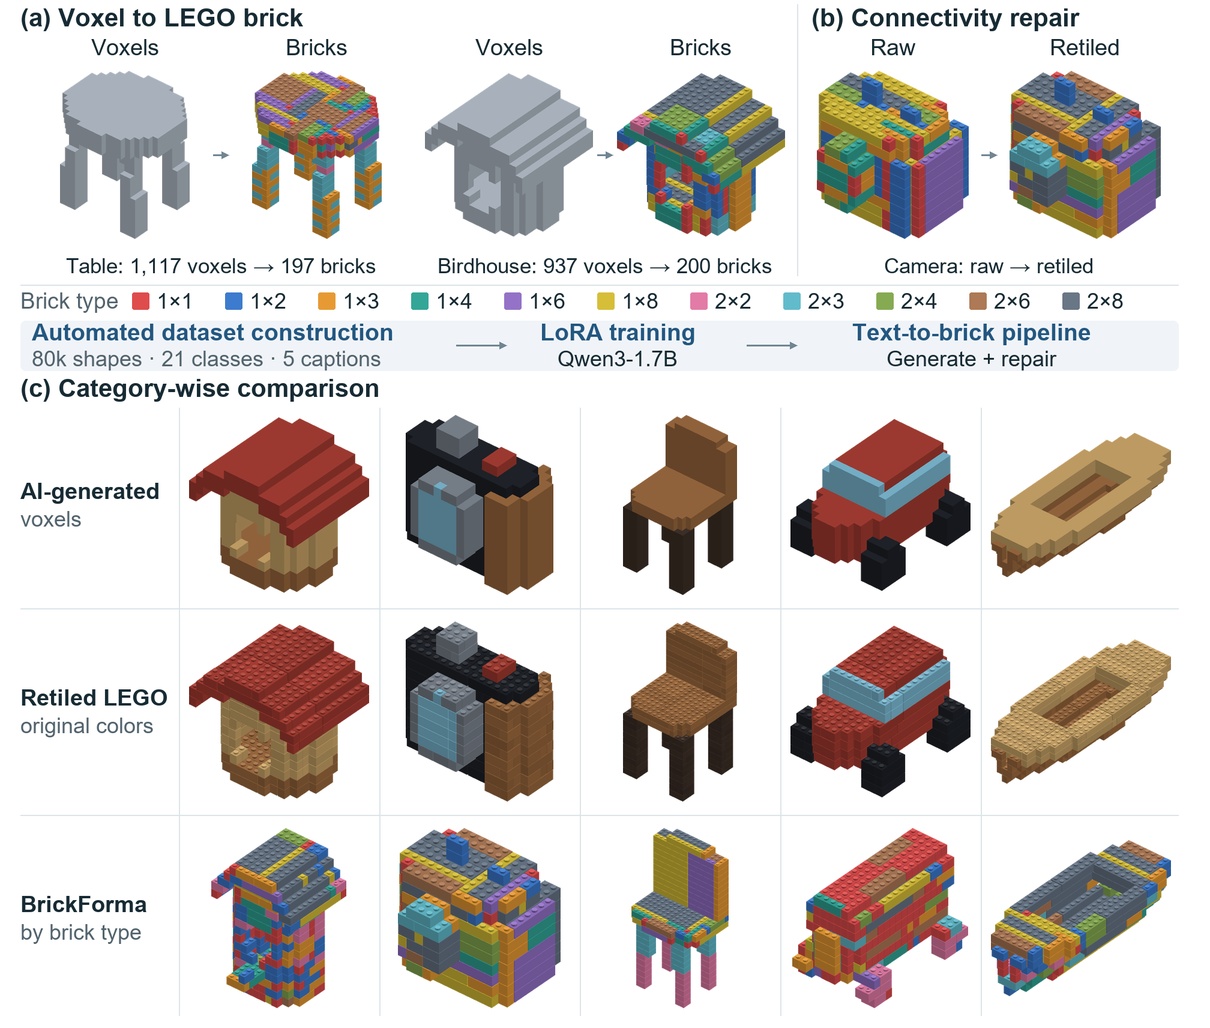 (a) Voxel to LEGO brick
Voxels
Bricks
Voxels
Bricks
Table: 1,117 voxels → 197 bricks
Birdhouse: 937 voxels → 200 bricks
(b) Connectivity repair
Raw
Retiled
Camera: raw → retiled
Brick type 1×1 1×2 1×3 1×4 1×6 1×8 2×2 2×3 2×4 2×6 2×8
Automated dataset construction
80k shapes · 21 classes · 5 captions
LoRA training
Qwen3-1.7B
Text-to-brick pipeline
Generate + repair
(c) Category-wise comparison
AI-generated
voxels
Retiled LEGO
original colors
BrickForma
by brick type